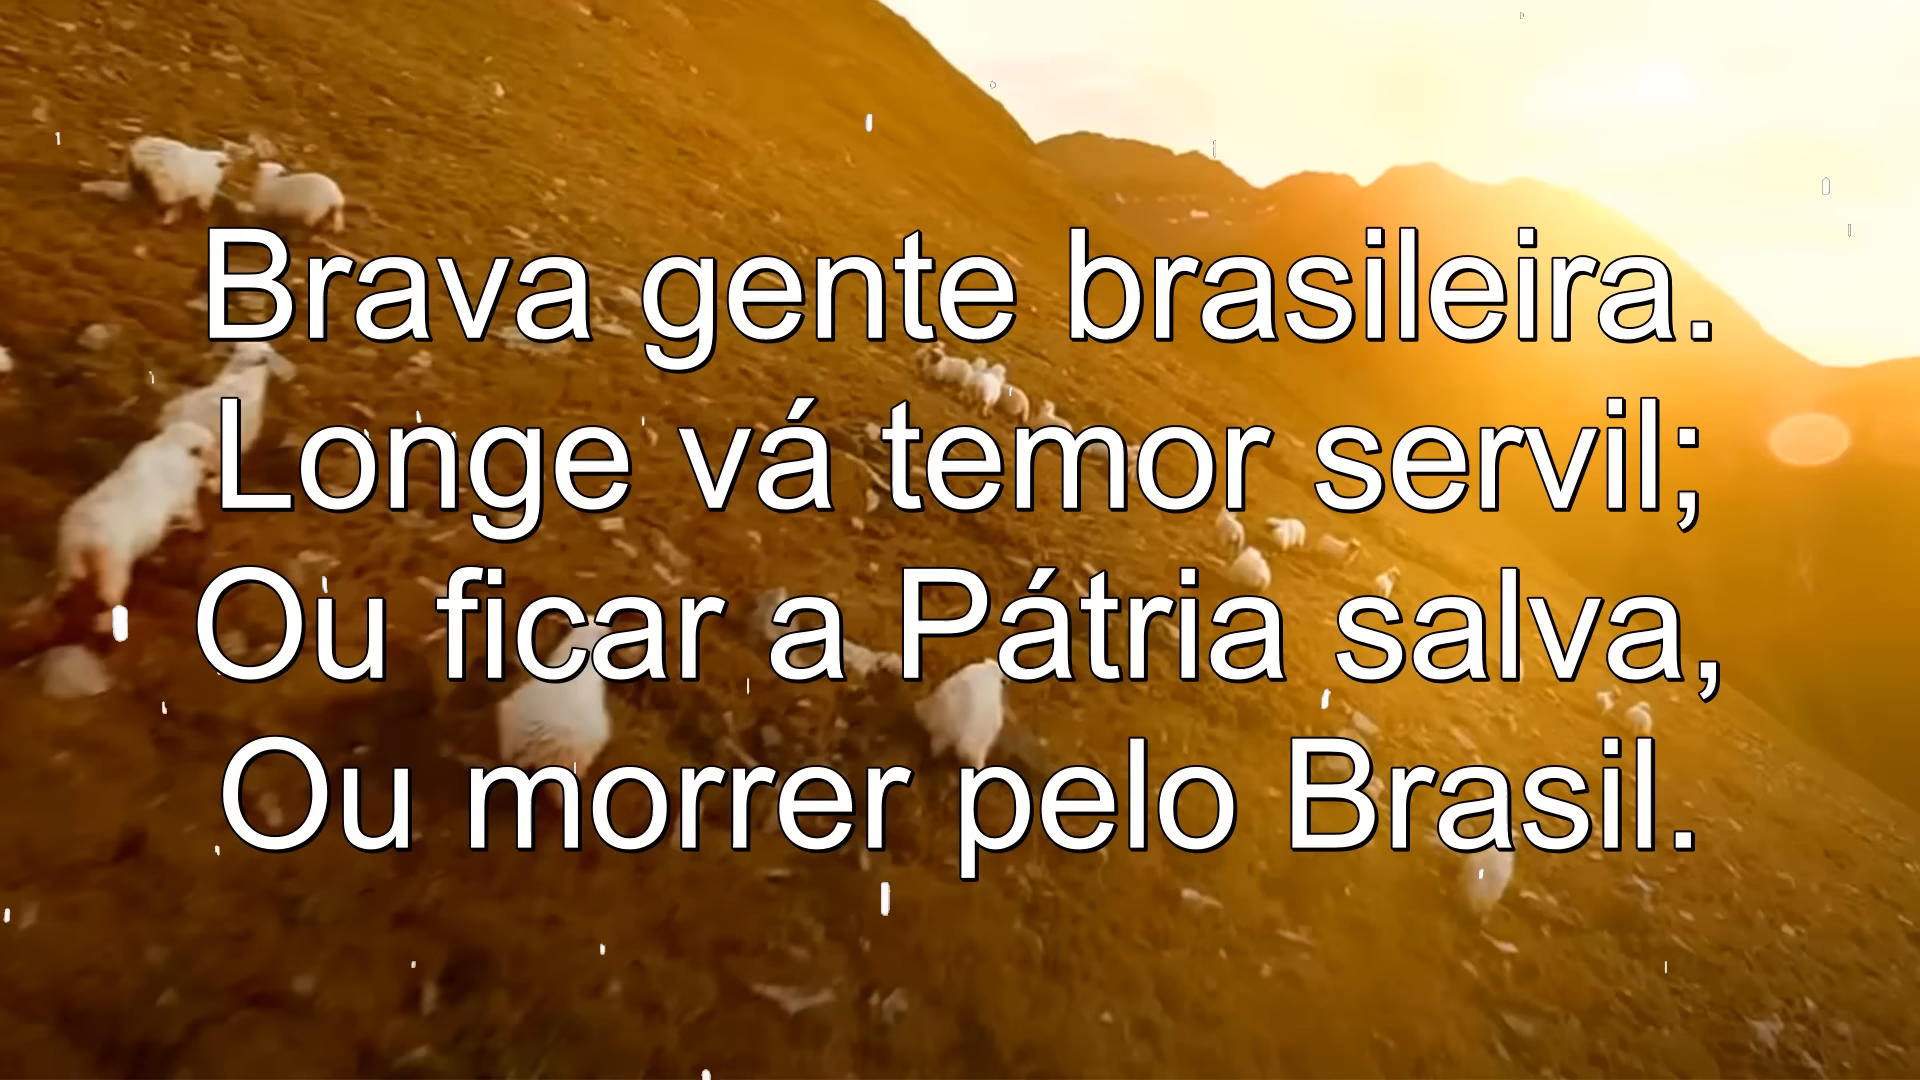 Brava gente brasileira.
Longe vá temor servil;
Ou ficar a Pátria salva,
Ou morrer pelo Brasil.